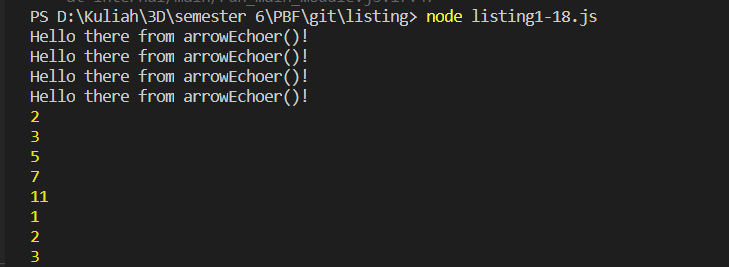 PS D:\Kuliah\3D\semester 6\PBF\git\listing> node listing1-18.js
Hello there from arrowEchoer()!
Hello there from arrowEchoer()!
Hello there from arrowEchoer()!
Hello there from arrowEchoer()!
2
3
5
7
11
1
2
3